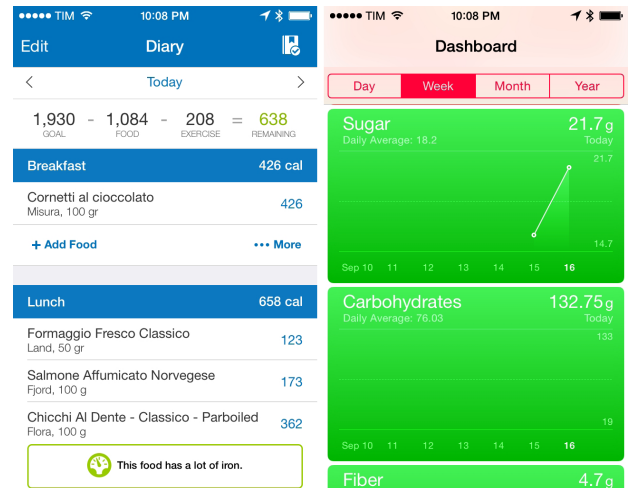 TIM 10:08 PM
Edit Diary
Today
1,930 - 1,084 - 208 = 638
GOAL FOOD EXERCISE REMAINING
Breakfast 426 cal
Cornetti al cioccolato 426
Misura, 100 gr
+ Add Food ••• More
Lunch 658 cal
Formaggio Fresco Classico 123
Land, 50 gr
Salmone Affumicato Norvegese 173
Fjord, 100 g
Chicchi Al Dente - Classico - Parboiled 362
Flora, 100 g
This food has a lot of iron.
TIM 10:08 PM
Dashboard
Day Week Month Year
Sugar 21.7 g
Daily Average: 18.2 Today
21.7
14.7
Sep 10 11 12 13 14 15 16
Carbohydrates 132.75 g
Daily Average: 76.03 Today
133
19
Sep 10 11 12 13 14 15 16
Fiber 4.7 g